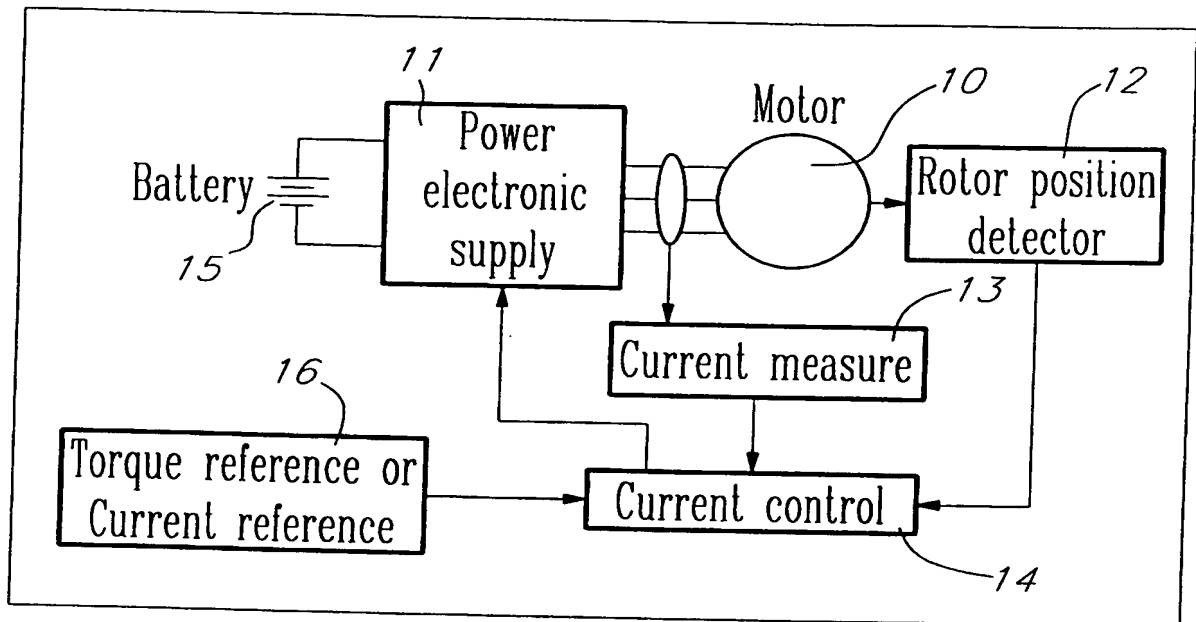 11
Power
electronic
supply
Battery
15
Motor
10
12
Rotor position
detector
13
Current measure
16
Torque reference or
Current reference
Current control
14